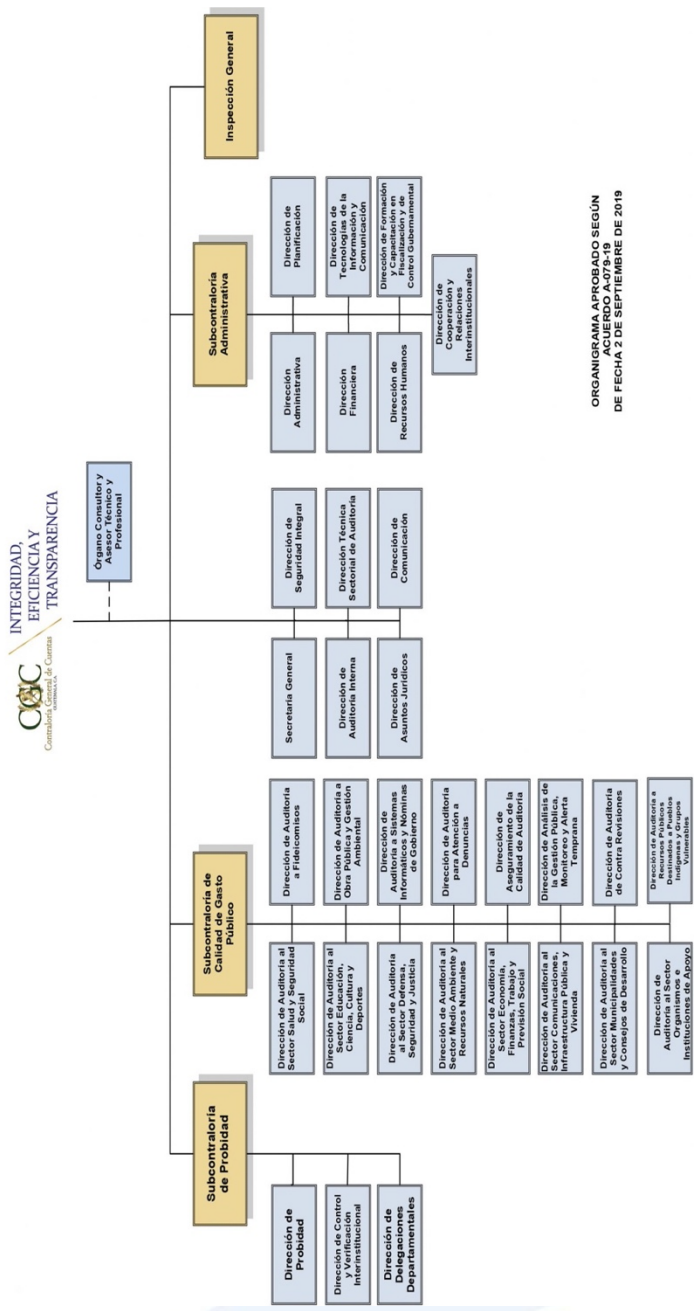 CGC
Contraloría General de Cuentas
GUATEMALA, C.A.
INTEGRIDAD,
EFICIENCIA Y
TRANSPARENCIA
Órgano Consultor y
Asesor Técnico y
Profesional
Subcontraloría
de Probidad
Dirección de
Probidad
Dirección de Control
y Verificación
Interinstitucional
Dirección de
Delegaciones
Departamentales
Subcontraloría de
Calidad de Gasto
Público
Dirección de Auditoría al
Sector Salud y Seguridad
Social
Dirección de Auditoría
a Fideicomisos
Dirección de Auditoría al
Sector Educación,
Ciencia, Cultura y
Deportes
Dirección de Auditoría a
Obra Pública y Gestión
Ambiental
Dirección de Auditoría
al Sector Defensa,
Seguridad y Justicia
Dirección de
Auditoría a Sistemas
Informáticos y Nóminas
de Gobierno
Dirección de Auditoría al
Sector Medio Ambiente y
Recursos Naturales
Dirección de Auditoría
para Atención a
Denuncias
Dirección de Auditoría al
Sector Economía,
Finanzas, Trabajo y
Previsión Social
Dirección de
Aseguramiento de la
Calidad de Auditoría
Dirección de Auditoría al
Sector Comunicaciones,
Infraestructura Pública y
Vivienda
Dirección de Análisis de
la Gestión Pública,
Monitoreo y Alerta
Temprana
Dirección de Auditoría al
Sector Municipalidades
y Consejos de Desarrollo
Dirección de Auditoría
de Contra Revisiones
Dirección de
Auditoría al Sector
Organismos e
Instituciones de Apoyo
Dirección de Auditoría a
Recursos Públicos
Destinados a Pueblos
Indígenas y Grupos
Vulnerables
Secretaría General
Dirección de
Seguridad Integral
Dirección de
Auditoría Interna
Dirección Técnica
Sectorial de Auditoría
Dirección de
Asuntos Jurídicos
Dirección de
Comunicación
Subcontraloría
Administrativa
Dirección
Administrativa
Dirección de
Planificación
Dirección
Financiera
Dirección de
Tecnologías de la
Información y
Comunicación
Dirección de
Recursos Humanos
Dirección de Formación
y Capacitación en
Fiscalización y de
Control Gubernamental
Dirección de
Cooperación y
Relaciones
Interinstitucionales
Inspección General
ORGANIGRAMA APROBADO SEGÚN
ACUERDO A-079-19
DE FECHA 2 DE SEPTIEMBRE DE 2019